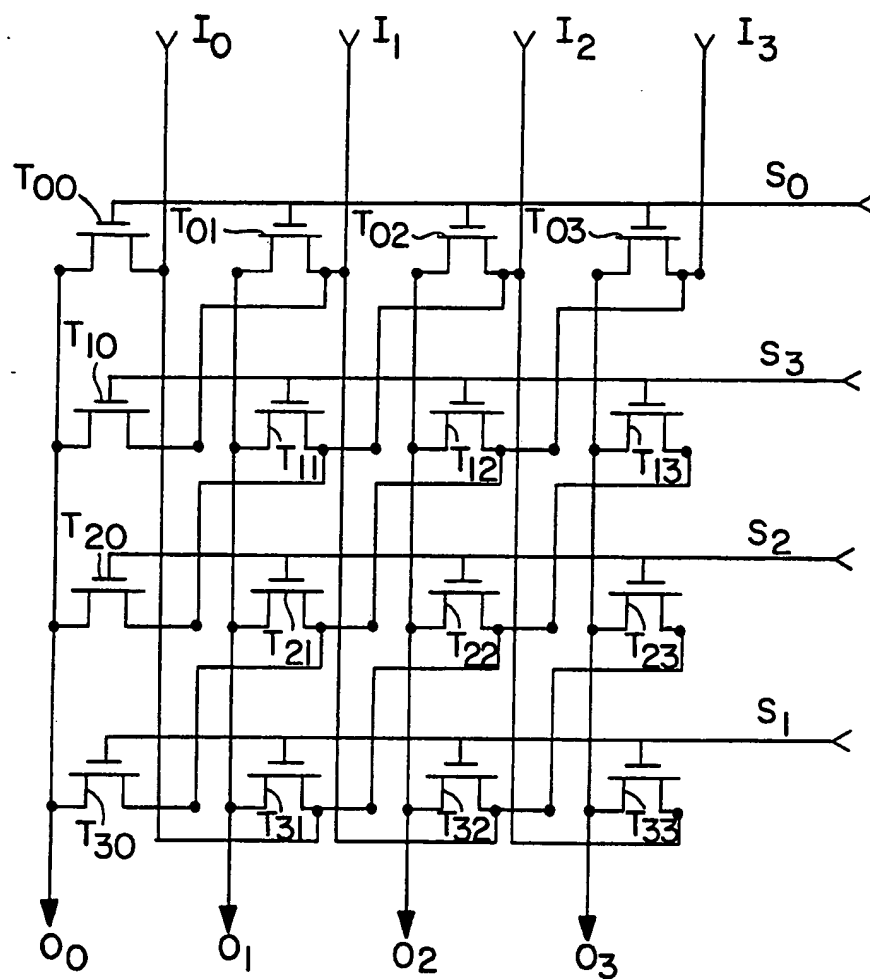 I0 I1 I2 I3
T00 S0
T01 T02 T03
T10 S3
T11 T12 T13
T20 S2
T21 T22 T23
S1
T30 T31 T32 T33
O0 O1 O2 O3